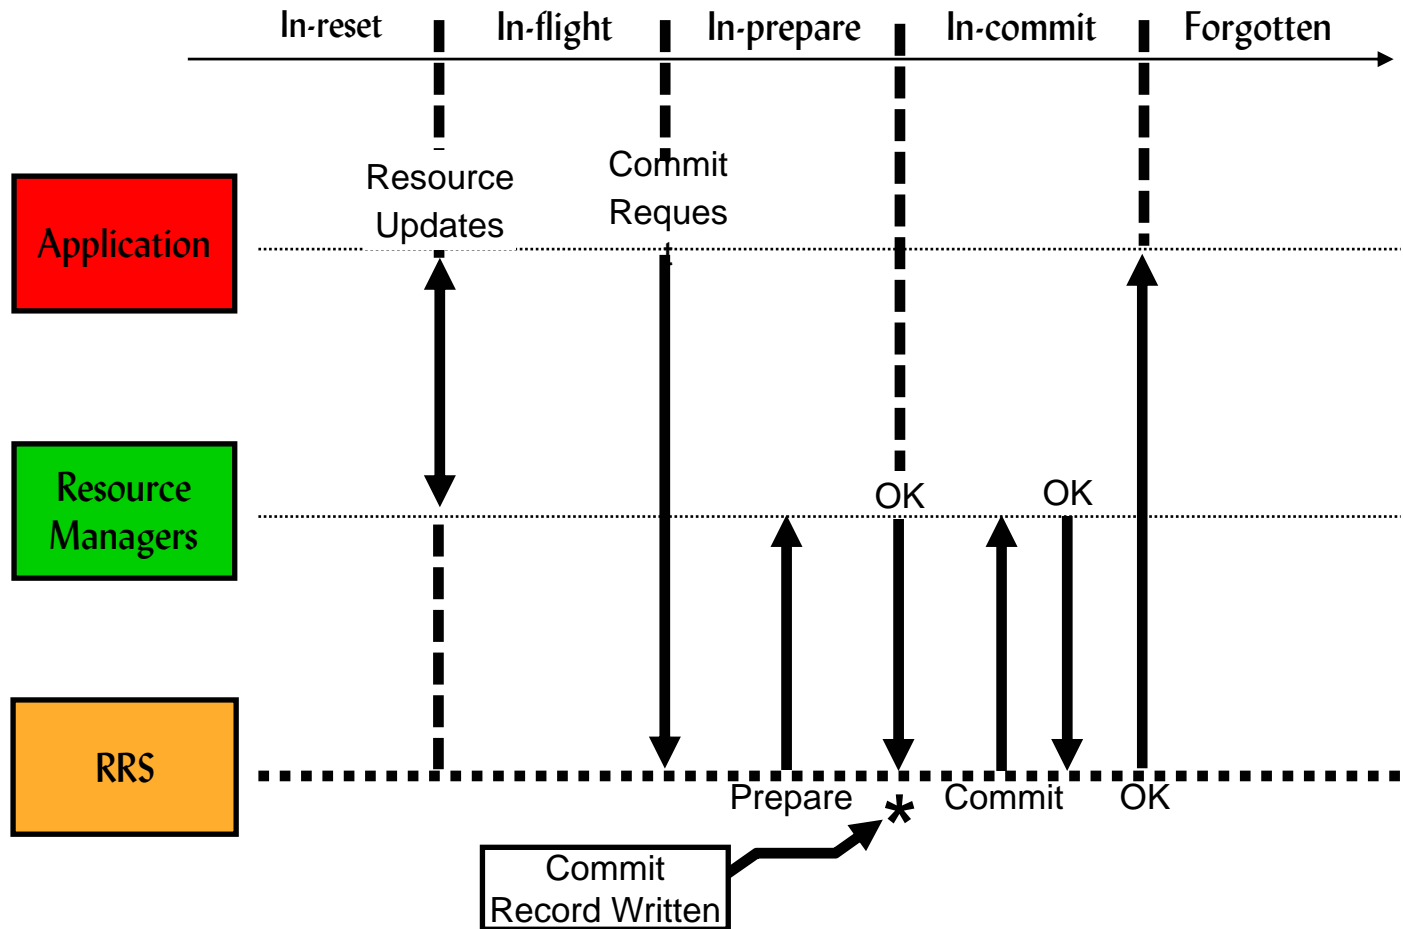 In-reset
In-flight
In-prepare
In-commit
Forgotten
Resource
Updates
Commit
Reques
t
Application
Resource
Managers
OK
OK
RRS
Prepare
*
Commit
OK
Commit
Record Written